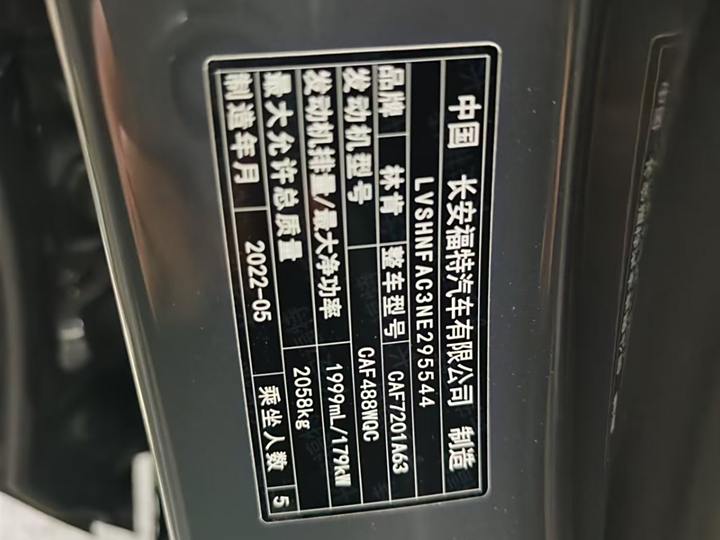 中国 长安福特汽车有限公司 制造
LVSHNFAC3NE295544
品牌 林肯 整车型号 CAF7201A63
发动机型号 CAF488WQC
发动机排量/最大净功率 1999mL/179kW
最大允许总质量 2058kg
制造年月 2022-05 乘坐人数 5